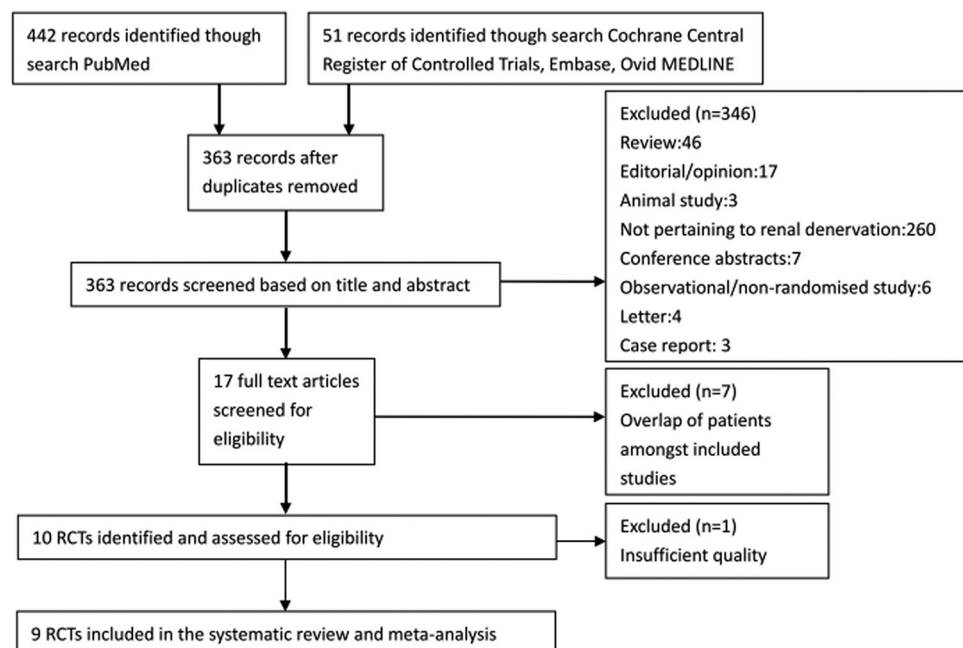 442 records identified though
search PubMed
51 records identified though search Cochrane Central
Register of Controlled Trials, Embase, Ovid MEDLINE
363 records after
duplicates removed
363 records screened based on title and abstract
Excluded (n=346)
Review:46
Editorial/opinion:17
Animal study:3
Not pertaining to renal denervation:260
Conference abstracts:7
Observational/non-randomised study:6
Letter:4
Case report: 3
17 full text articles
screened for
eligibility
Excluded (n=7)
Overlap of patients
amongst included
studies
10 RCTs identified and assessed for eligibility
Excluded (n=1)
Insufficient quality
9 RCTs included in the systematic review and meta-analysis